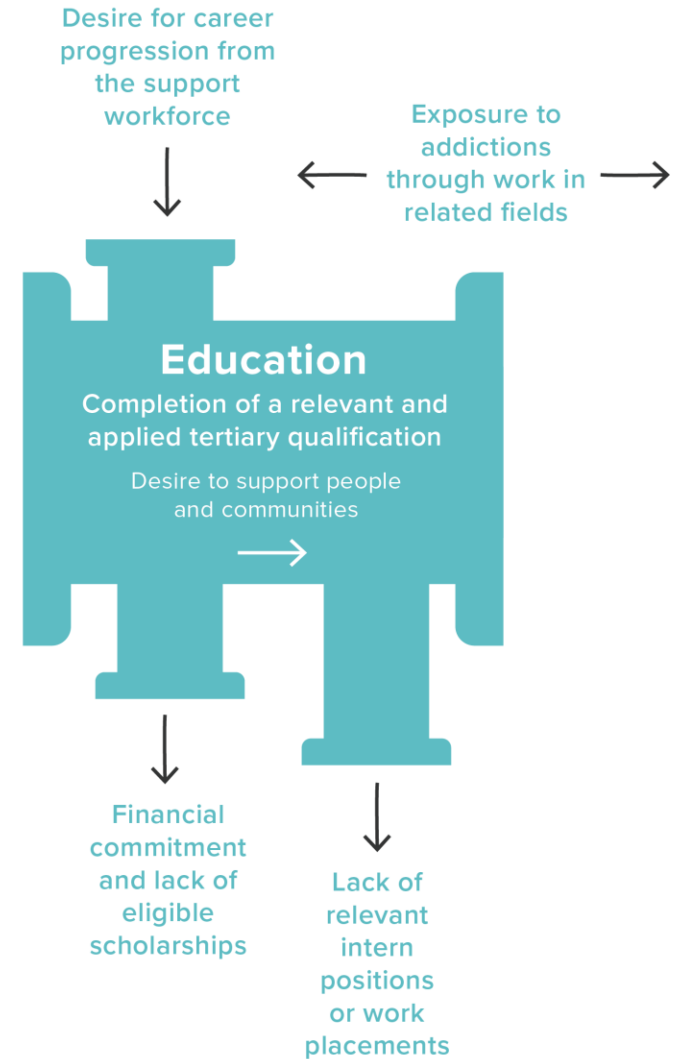 Desire for career
progression from
the support
workforce
Exposure to
addictions
through work in
related fields
Education
Completion of a relevant and
applied tertiary qualification
Desire to support people
and communities
Financial
commitment
and lack of
eligible
scholarships
Lack of
relevant
intern
positions
or work
placements